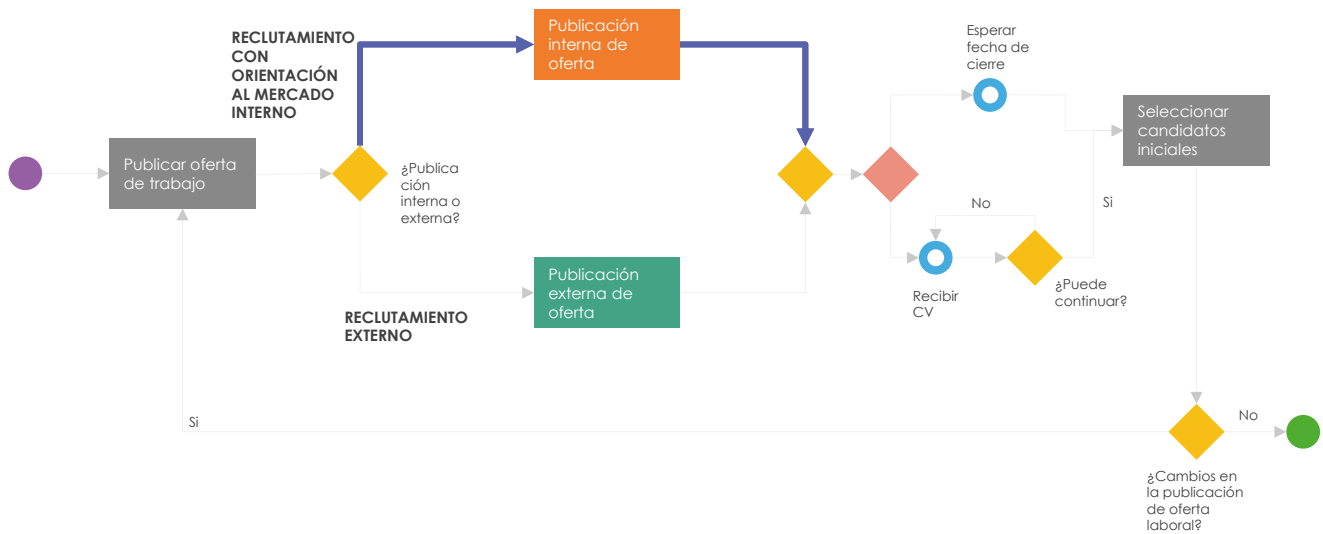 RECLUTAMIENTO
CON
ORIENTACIÓN
AL MERCADO
INTERNO
Publicación
interna de
oferta
Esperar
fecha de
cierre
Seleccionar
candidatos
iniciales
Publicar oferta
de trabajo
¿Publica
ción
interna o
externa?
No
Si
Publicación
externa de
oferta
Recibir
CV
¿Puede
continuar?
RECLUTAMIENTO
EXTERNO
Si
No
¿Cambios en
la publicación
de oferta
laboral?